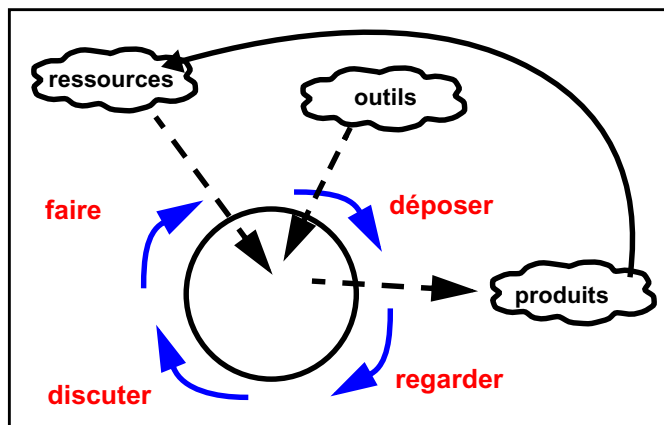 ressources
outils
faire
déposer
produits
discuter
regarder